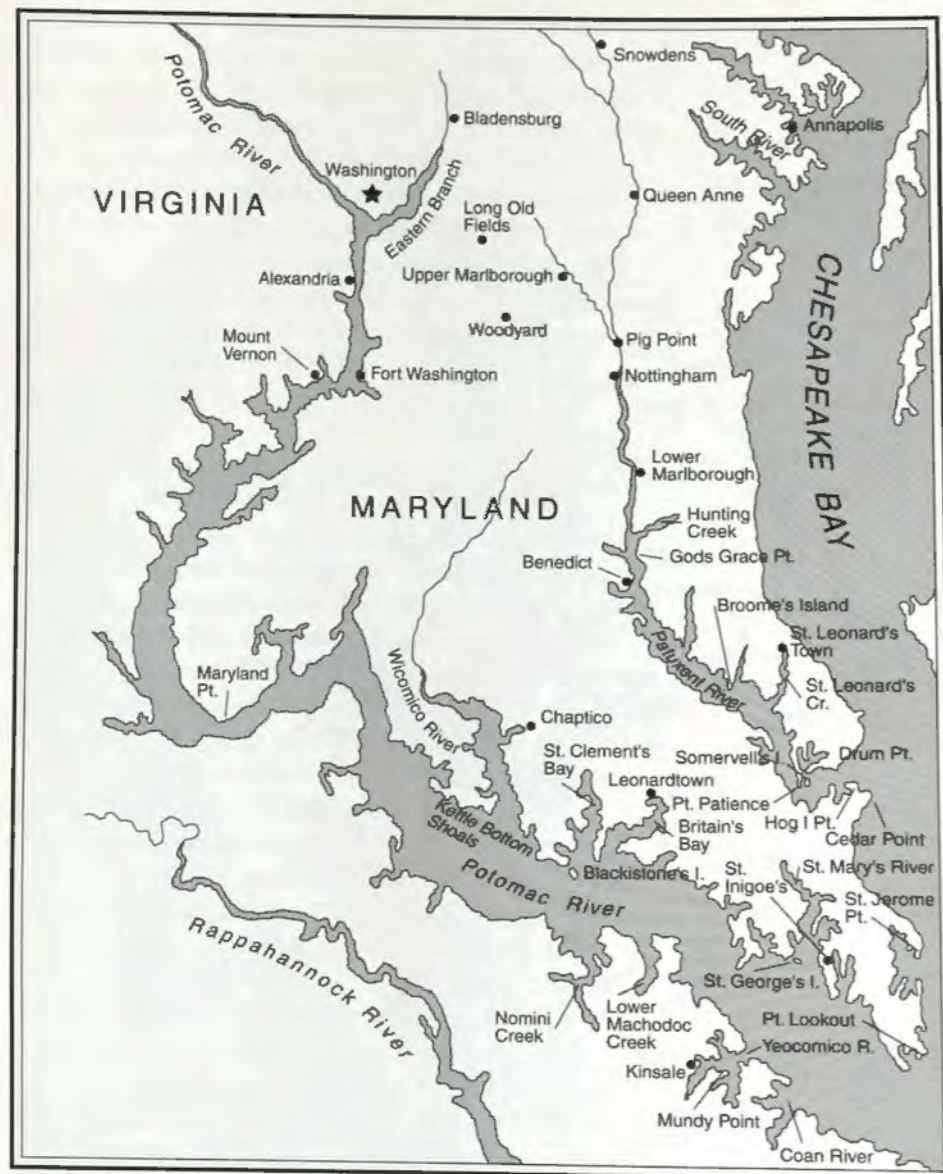 Snowdens
Potomac
River
South River
Annapolis
Bladensburg
Washington
VIRGINIA
Eastern Branch
Queen Anne
Long Old
Fields
Alexandria
Upper Marlborough
CHESAPEAKE BAY
Woodyard
Pig Point
Mount
Vernon
Fort Washington
Nottingham
Lower
Marlborough
MARYLAND
Hunting
Creek
Gods Grace Pt.
Benedict
Broome's Island
St. Leonard's
Town
Patuxent River
St. Leonard's
Cr.
Maryland
Pt.
Wicomico River
Chaptico
St. Clement's
Bay
Somervell's I.
Drum Pt.
Leonardtown
Pt. Patience
Hog I Pt.
Cedar Point
Kettle Bottom
Shoals
Britain's
Bay
Blackistone's I.
St.
Inigoe's
St. Mary's River
St. Jerome
Pt.
Potomac River
Rappahannock River
St. George's I.
Nomini
Creek
Lower
Machodoc
Creek
Pt. Lookout
Yeocomico R.
Kinsale
Mundy Point
Coan River